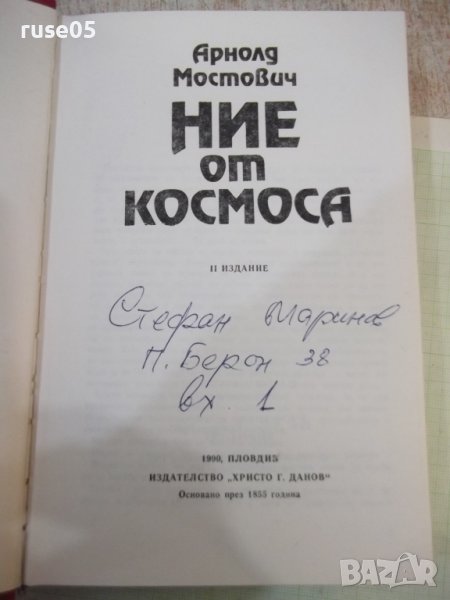 ruse05
Арнолд
Мостович
НИЕ
от
КОСМОСА
II ИЗДАНИЕ
Стефан Маринов
П. Берон 38
вх. 1
1990, ПЛОВДИВ
ИЗДАТЕЛСТВО „ХРИСТО Г. ДАНОВ"
Основано през 1855 година
BAZAR